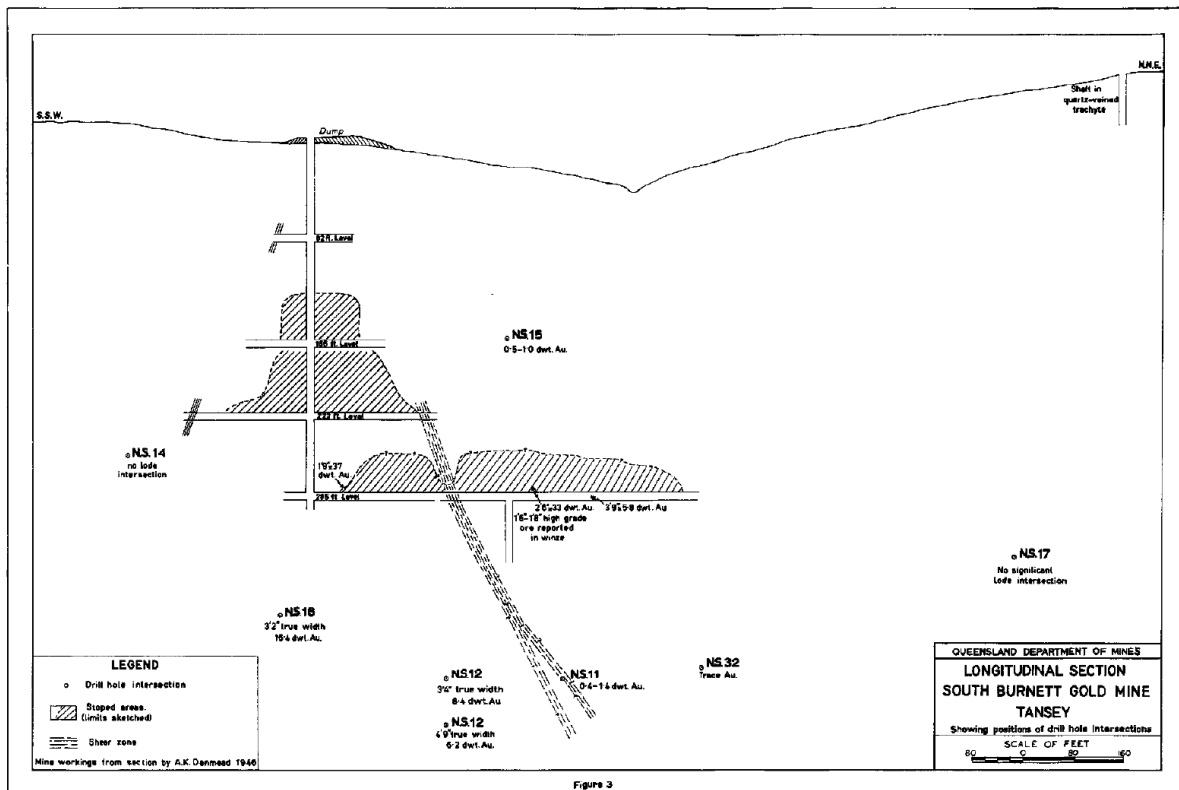 S.S.W.
N.N.E.
Shaft in
quartz-veined
trachyte
Dump
82 ft. Level
N.S.15
0·5-1·0 dwt. Au.
ft. Level
223 ft. Level
N.S.14
no lode
intersection
1'9"x37
dwt. Au.
285 ft. Level
2'6"x33 dwt. Au.
3'9"x5·8 dwt. Au
1'6"-1'8" high grade
ore reported
in winze
N.S.17
No significant
Lode intersection
N.S.16
3'2" true width
16·4 dwt. Au.
N.S.12
3'4" true width
8·4 dwt. Au
N.S.11
0·4-1·4 dwt. Au.
N.S.32
Trace Au.
N.S.12
4'9" true width
6·2 dwt. Au.
LEGEND
Drill hole intersection
Stoped areas.
(limits sketched)
Shear zone
Mine workings from section by A.K. Denmead 1946
QUEENSLAND DEPARTMENT OF MINES
LONGITUDINAL SECTION
SOUTH BURNETT GOLD MINE
TANSEY
Showing positions of drill hole intersections
SCALE OF FEET
80 0 80 160
Figure 3